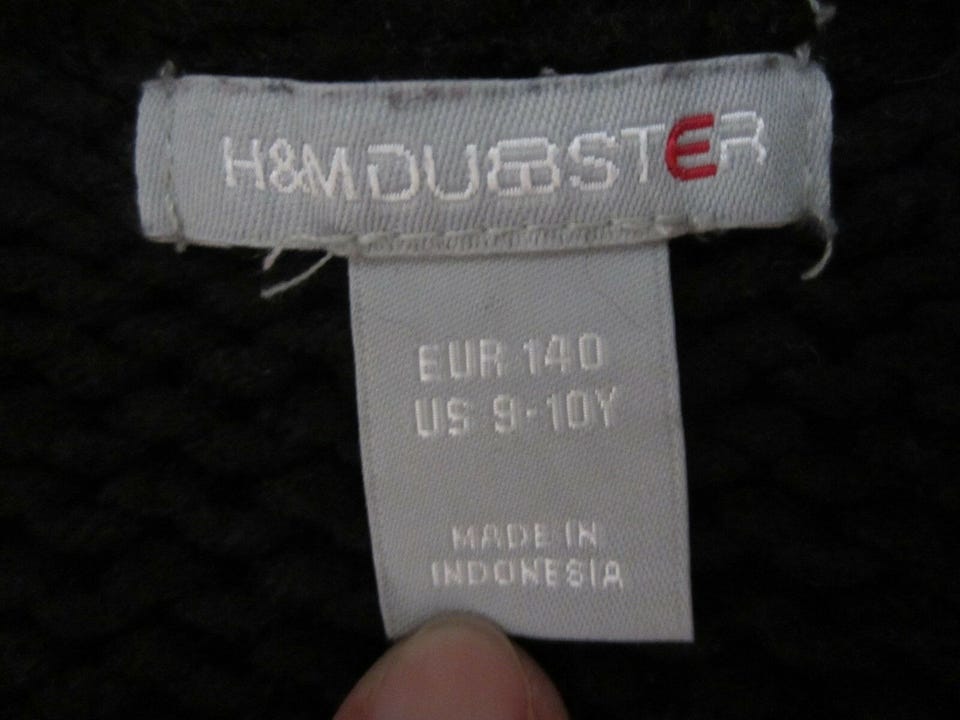 H&M DUBBSTER
EUR 140
US 9-10Y
MADE IN
INDONESIA